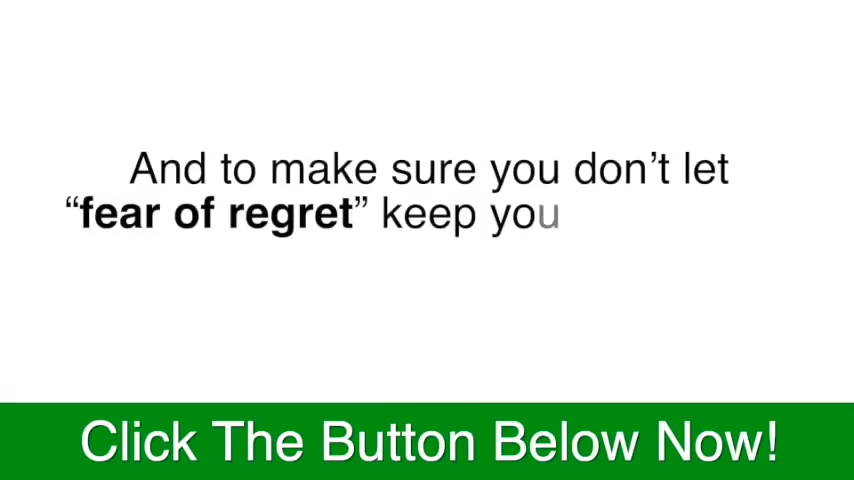 And to make sure you don’t let
“fear of regret” keep you
Click The Button Below Now!